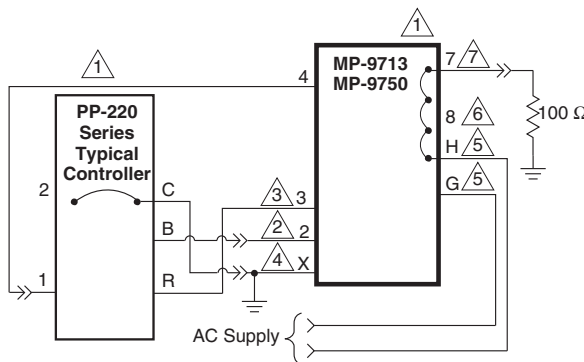 1
1
4
MP-9713
MP-9750
7
7
PP-220
Series
Typical
Controller
8
6
100 Ω
H
5
2
C
3
3
G
5
B
2
2
4
X
1
R
AC Supply